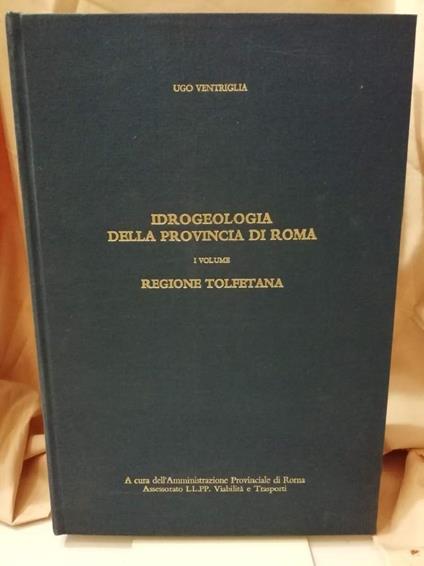 UGO VENTRIGLIA
IDROGEOLOGIA
DELLA PROVINCIA DI ROMA
I VOLUME
REGIONE TOLFETANA
A cura dell'Amministrazione Provinciale di Roma
Assessorato LL.PP. Viabilità e Trasporti